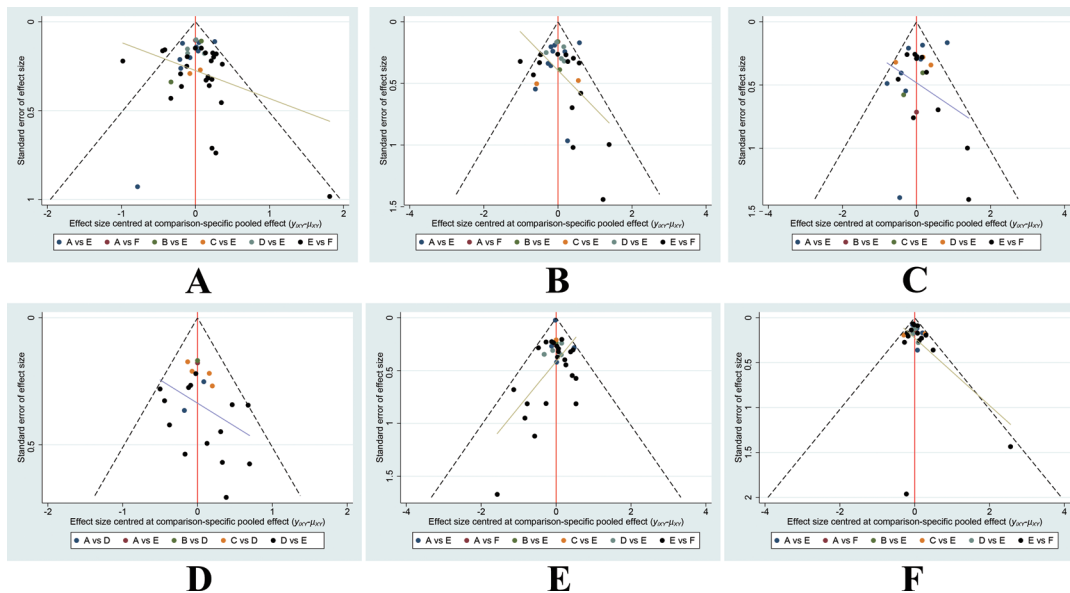 0
0.5
1
Standard error of effect size
-2 -1 0 1 2
Effect size centred at comparison-specific pooled effect (yiXY-μXY)
A vs E A vs F B vs E C vs E D vs E E vs F
A
0
0.5
1
1.5
Standard error of effect size
-4 -2 0 2 4
Effect size centred at comparison-specific pooled effect (yiXY-μXY)
A vs E A vs F B vs E C vs E D vs E E vs F
B
0
0.5
1
1.5
Standard error of effect size
-4 -2 0 2 4
Effect size centred at comparison-specific pooled effect (yiXY-μXY)
A vs E B vs E C vs E D vs E E vs F
C
0
0.5
Standard error of effect size
-2 -1 0 1 2
Effect size centred at comparison-specific pooled effect (yiXY-μXY)
A vs D A vs E B vs D C vs D D vs E
D
0
0.5
1
1.5
Standard error of effect size
-4 -2 0 2 4
Effect size centred at comparison-specific pooled effect (yiXY-μXY)
A vs E A vs F B vs E C vs E D vs E E vs F
E
0
0.5
1
1.5
2
Standard error of effect size
-4 -2 0 2 4
Effect size centred at comparison-specific pooled effect (yiXY-μXY)
A vs E A vs F B vs E C vs E D vs E E vs F
F